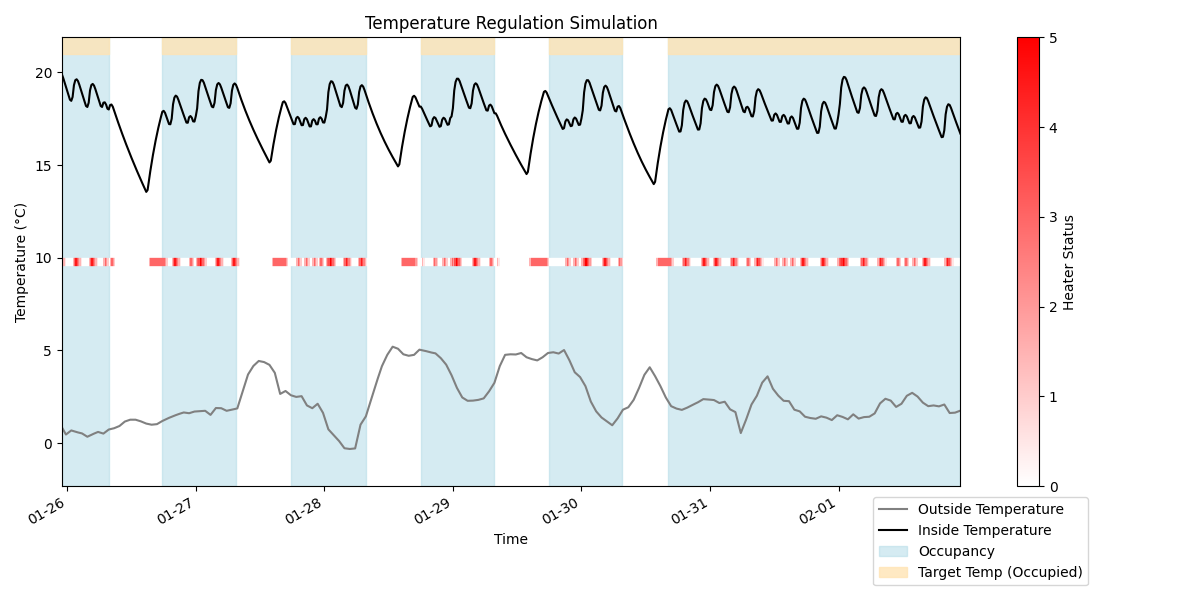 Temperature Regulation Simulation
Temperature (°C)
20
15
10
5
0
01-26
01-27
01-28
01-29
01-30
01-31
02-01
Time
5
4
3
2
1
0
Heater Status
Outside Temperature
Inside Temperature
Occupancy
Target Temp (Occupied)